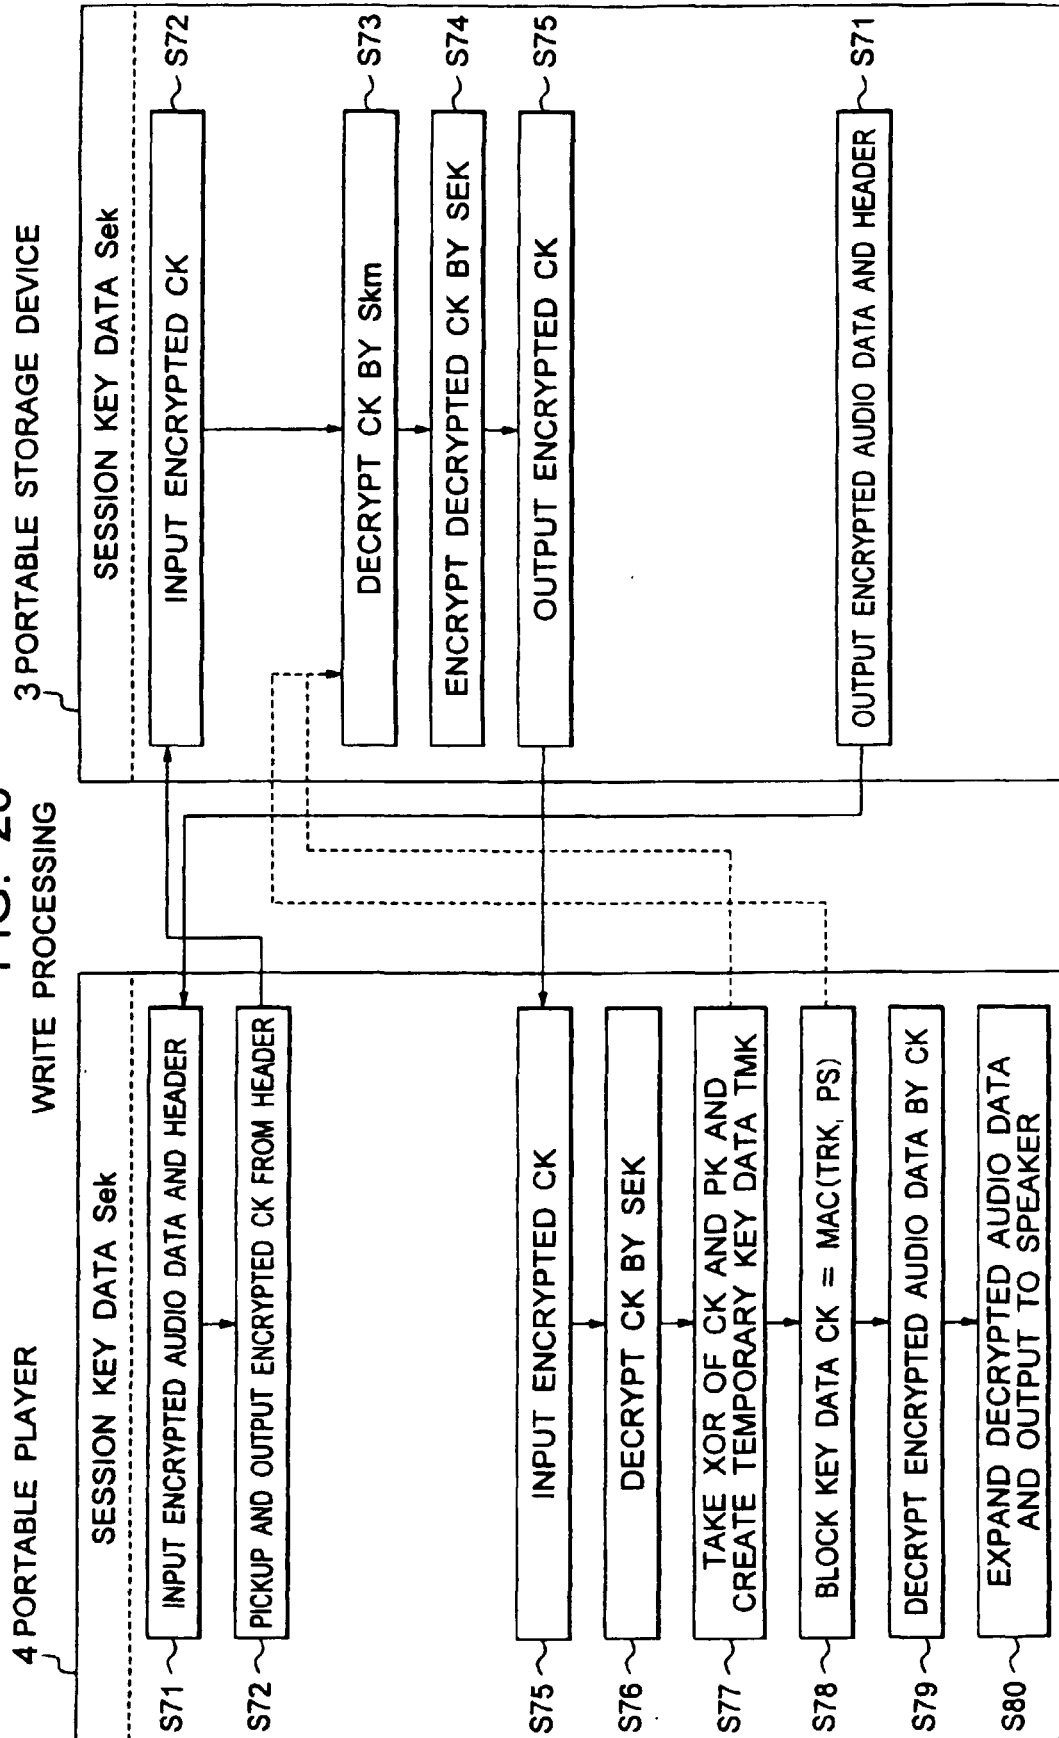 WRITE PROCESSING
4 PORTABLE PLAYER
SESSION KEY DATA Sek
S71
INPUT ENCRYPTED AUDIO DATA AND HEADER
S72
PICKUP AND OUTPUT ENCRYPTED CK FROM HEADER
S75
INPUT ENCRYPTED CK
S76
DECRYPT CK BY SEK
S77
TAKE XOR OF CK AND PK AND
CREATE TEMPORARY KEY DATA TMK
S78
BLOCK KEY DATA CK = MAC(TRK, PS)
S79
DECRYPT ENCRYPTED AUDIO DATA BY CK
S80
EXPAND DECRYPTED AUDIO DATA
AND OUTPUT TO SPEAKER
3 PORTABLE STORAGE DEVICE
SESSION KEY DATA Sek
INPUT ENCRYPTED CK
S72
DECRYPT CK BY Skm
S73
ENCRYPT DECRYPTED CK BY SEK
S74
OUTPUT ENCRYPTED CK
S75
OUTPUT ENCRYPTED AUDIO DATA AND HEADER
S71